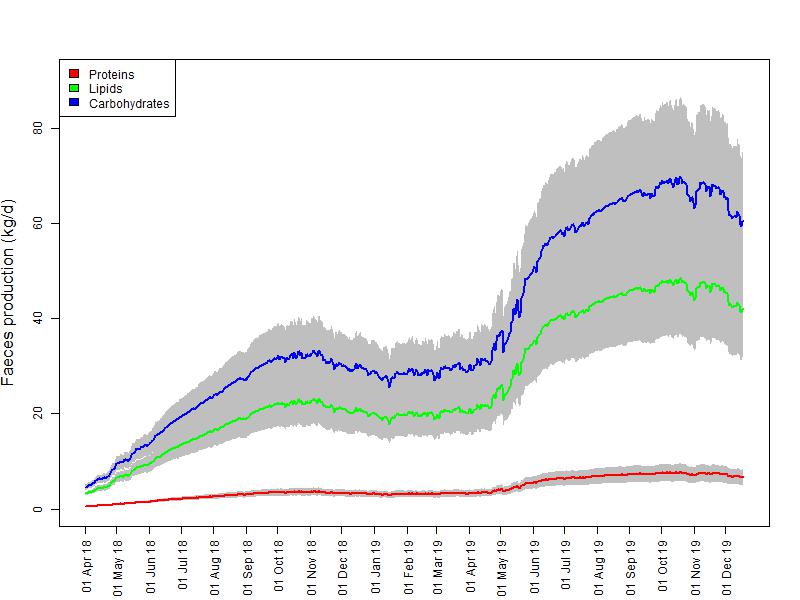 Proteins
Lipids
Carbohydrates
Faeces production (kg/d)
80
60
40
20
0
01 Apr 18
01 May 18
01 Jun 18
01 Jul 18
01 Aug 18
01 Sep 18
01 Oct 18
01 Nov 18
01 Dec 18
01 Jan 19
01 Feb 19
01 Mar 19
01 Apr 19
01 May 19
01 Jun 19
01 Jul 19
01 Aug 19
01 Sep 19
01 Oct 19
01 Nov 19
01 Dec 19